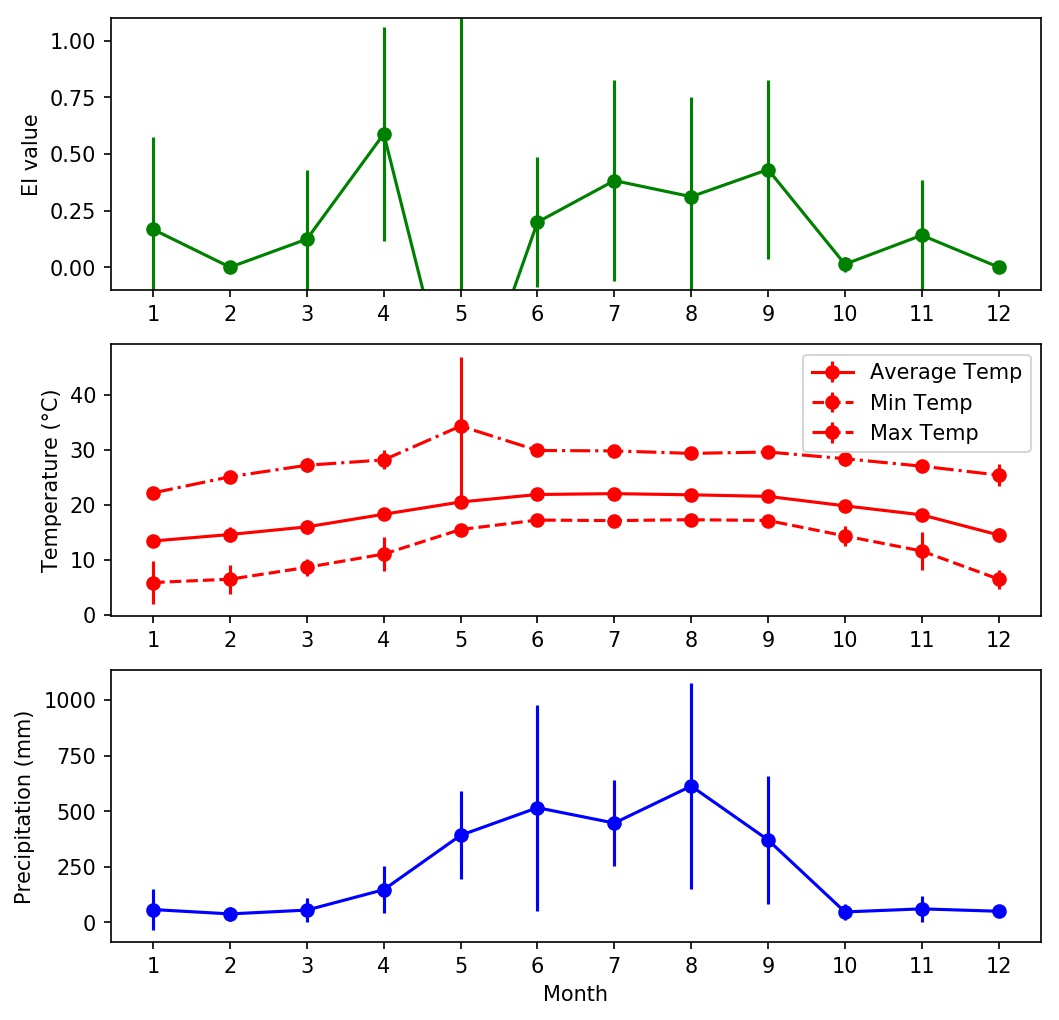 EI value
1.00
0.75
0.50
0.25
0.00
1 2 3 4 5 6 7 8 9 10 11 12
Temperature (°C)
40
30
20
10
0
Average Temp
Min Temp
Max Temp
1 2 3 4 5 6 7 8 9 10 11 12
Precipitation (mm)
1000
750
500
250
0
1 2 3 4 5 6 7 8 9 10 11 12
Month